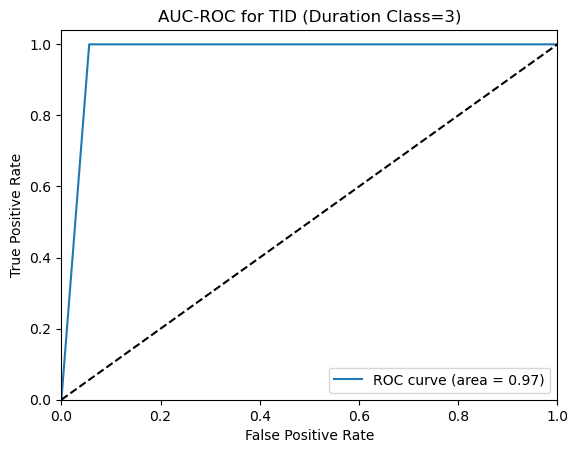 AUC-ROC for TID (Duration Class=3)
1.0
0.8
0.6
0.4
0.2
0.0
True Positive Rate
ROC curve (area = 0.97)
0.0 0.2 0.4 0.6 0.8 1.0
False Positive Rate